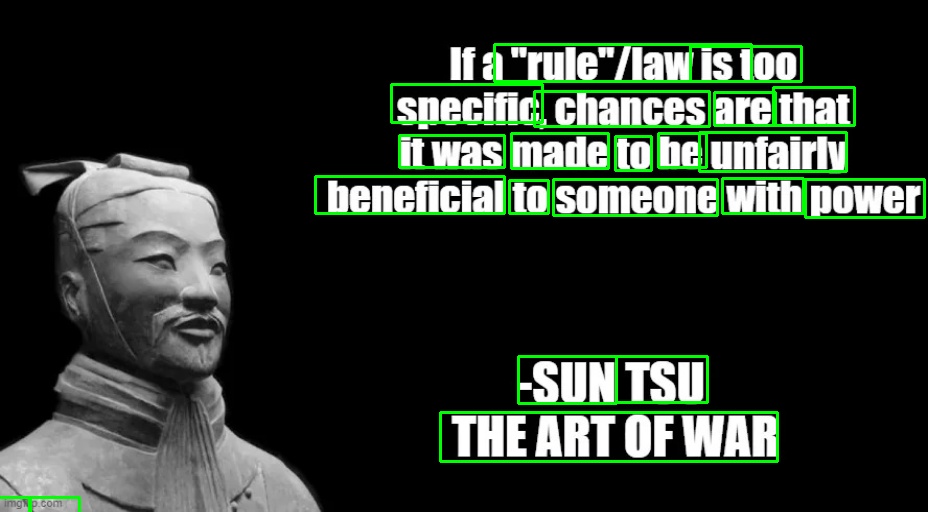 If a "rule"/law is too
specific, chances are that
it was made to be unfairly
beneficial to someone with power
-SUN TSU
THE ART OF WAR
imgflip.com